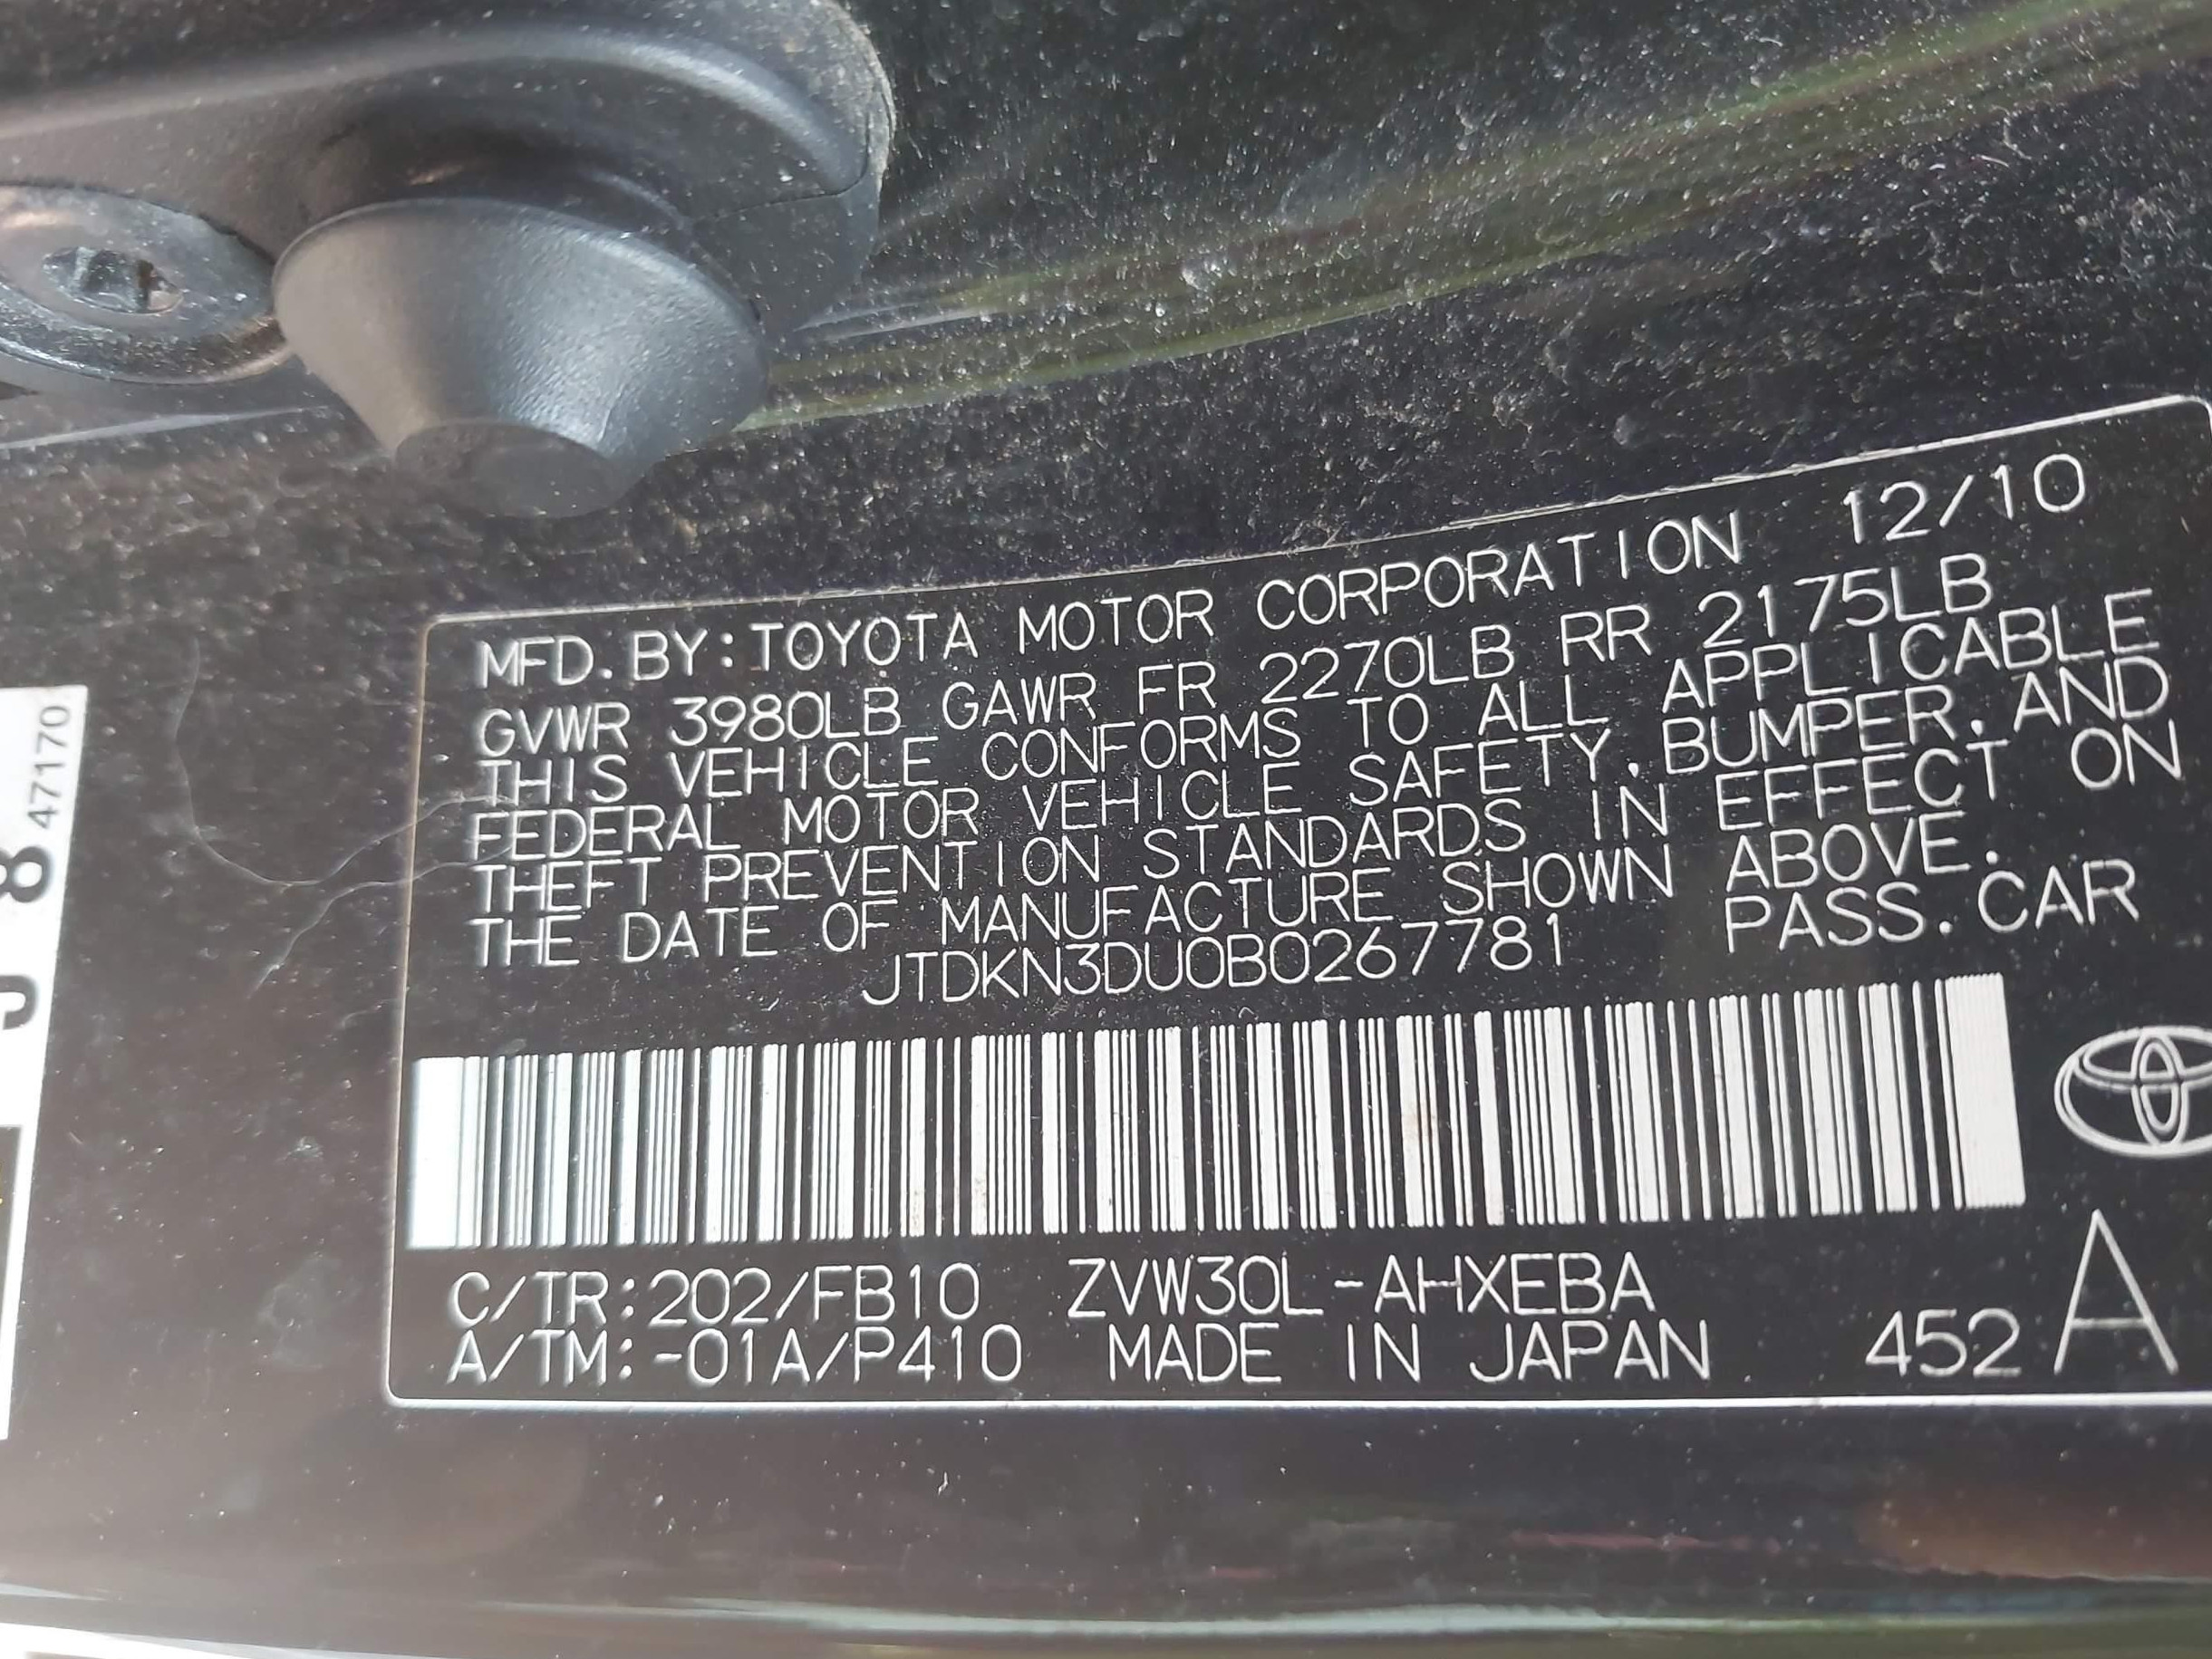 MFD. BY: TOYOTA MOTOR CORPORATION 12/10
GVWR 3980LB GAWR FR 2270LB RR 2175LB
THIS VEHICLE CONFORMS TO ALL APPLICABLE
FEDERAL MOTOR VEHICLE SAFETY, BUMPER, AND
THEFT PREVENTION STANDARDS IN EFFECT ON
THE DATE OF MANUFACTURE SHOWN ABOVE.
JTDKN3DU0B0267781 PASS. CAR
C/TR:202/FB10 ZVW30L-AHXEBA
A/TM:-01A/P410 MADE IN JAPAN 452 A
47170
8